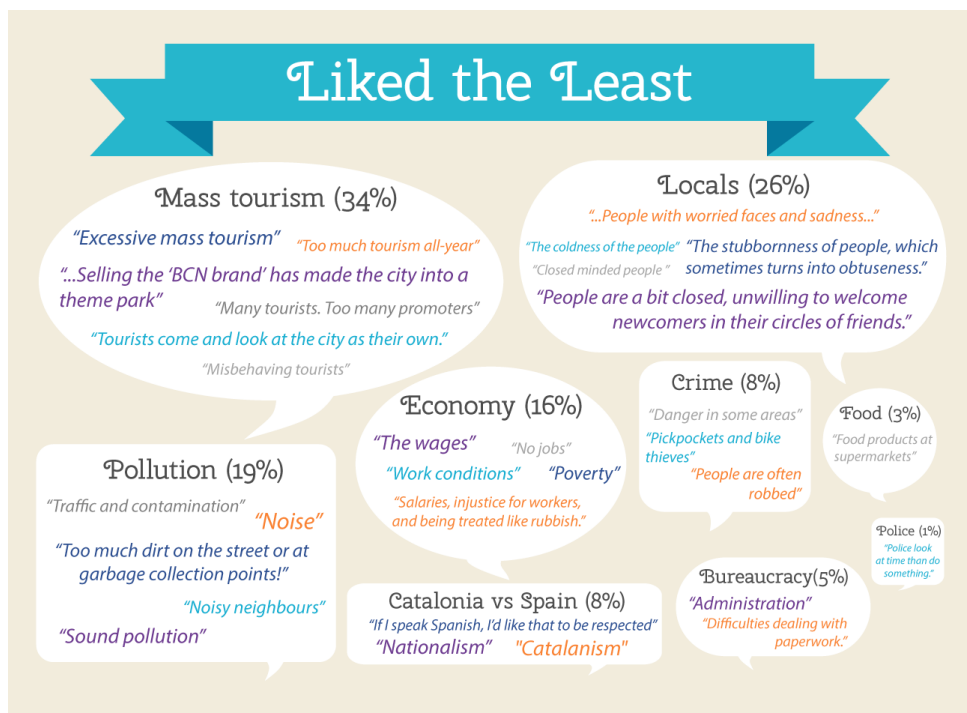 Liked the Least
Mass tourism (34%)
“Excessive mass tourism”
“Too much tourism all-year”
“...Selling the ‘BCN brand’ has made the city into a
theme park”
“Many tourists. Too many promoters”
“Tourists come and look at the city as their own.”
“Misbehaving tourists”
Locals (26%)
“...People with worried faces and sadness...”
“The coldness of the people”
“The stubbornness of people, which
sometimes turns into obtuseness.”
“Closed minded people ”
“People are a bit closed, unwilling to welcome
newcomers in their circles of friends.”
Pollution (19%)
“Traffic and contamination”
“Noise”
“Too much dirt on the street or at
garbage collection points!”
“Noisy neighbours”
“Sound pollution”
Economy (16%)
“The wages”
“No jobs”
“Work conditions”
“Poverty”
“Salaries, injustice for workers,
and being treated like rubbish.”
Crime (8%)
“Danger in some areas”
“Pickpockets and bike
thieves”
“People are often
robbed”
Food (3%)
“Food products at
supermarkets”
Catalonia vs Spain (8%)
“If I speak Spanish, I’d like that to be respected”
“Nationalism”
"Catalanism"
Bureaucracy(5%)
“Administration”
“Difficulties dealing with
paperwork.”
Police (1%)
“Police look
at time than do
something.”